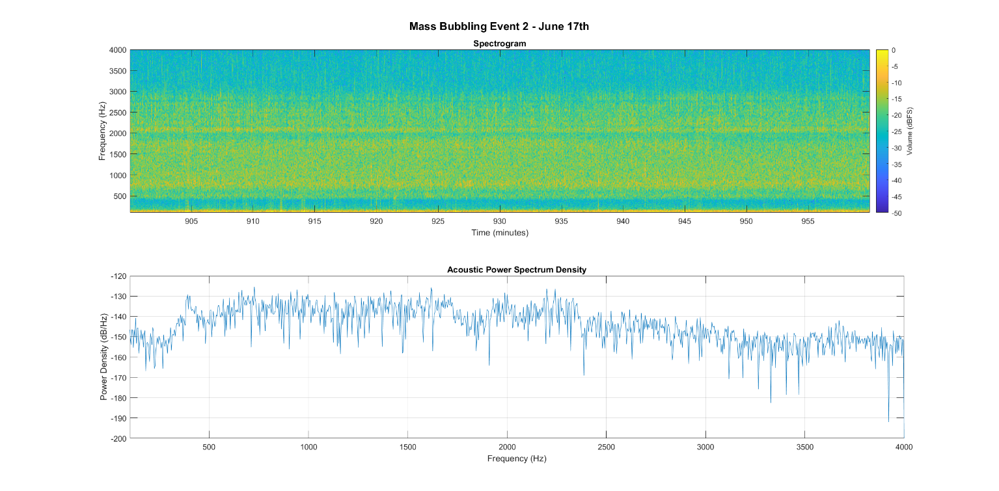 Mass Bubbling Event 2 - June 17th
Spectrogram
4000
3500
3000
2500
2000
1500
1000
500
Frequency (Hz)
905 910 915 920 925 930 935 940 945 950 955
Time (minutes)
0
-5
-10
-15
-20
-25
-30
-35
-40
-45
-50
Volume (dBFS)
Acoustic Power Spectrum Density
-120
-130
-140
-150
-160
-170
-180
-190
-200
Power Density (dB/Hz)
500 1000 1500 2000 2500 3000 3500 4000
Frequency (Hz)